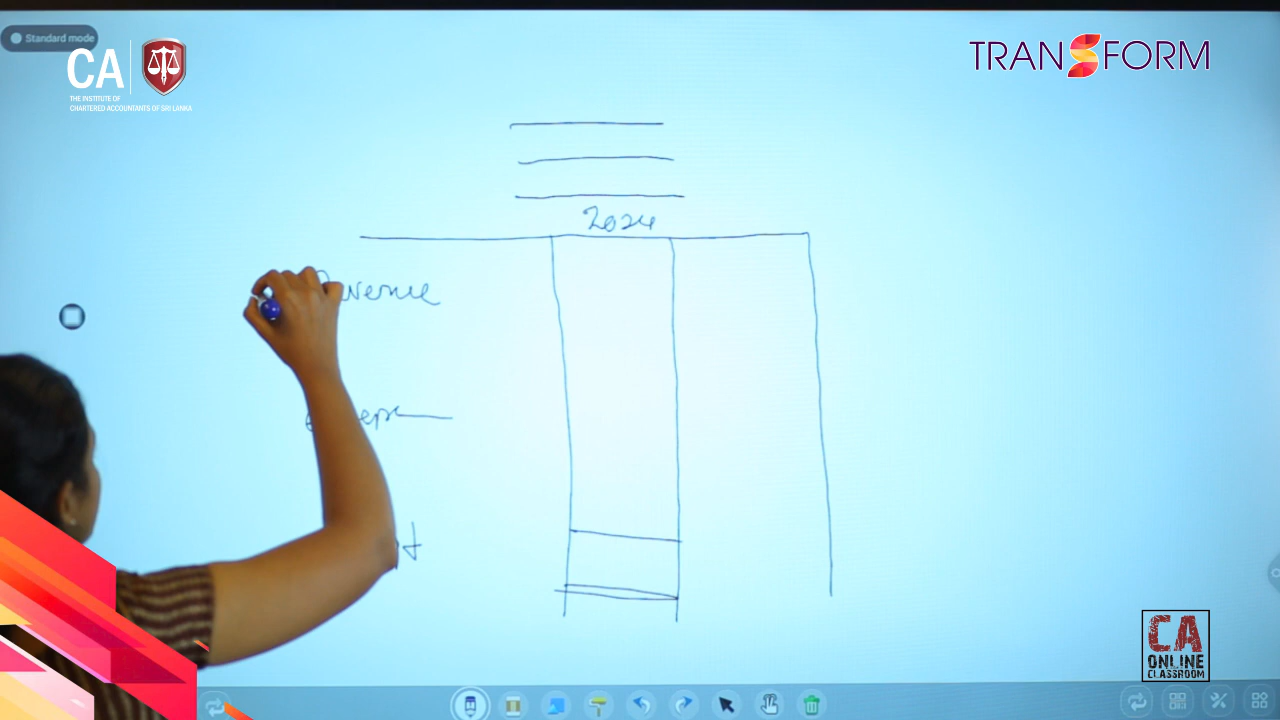 Standard mode
CA
THE INSTITUTE OF
CHARTERED ACCOUNTANTS OF SRI LANKA
TRANSFORM
2024
CA
ONLINE
CLASSROOM